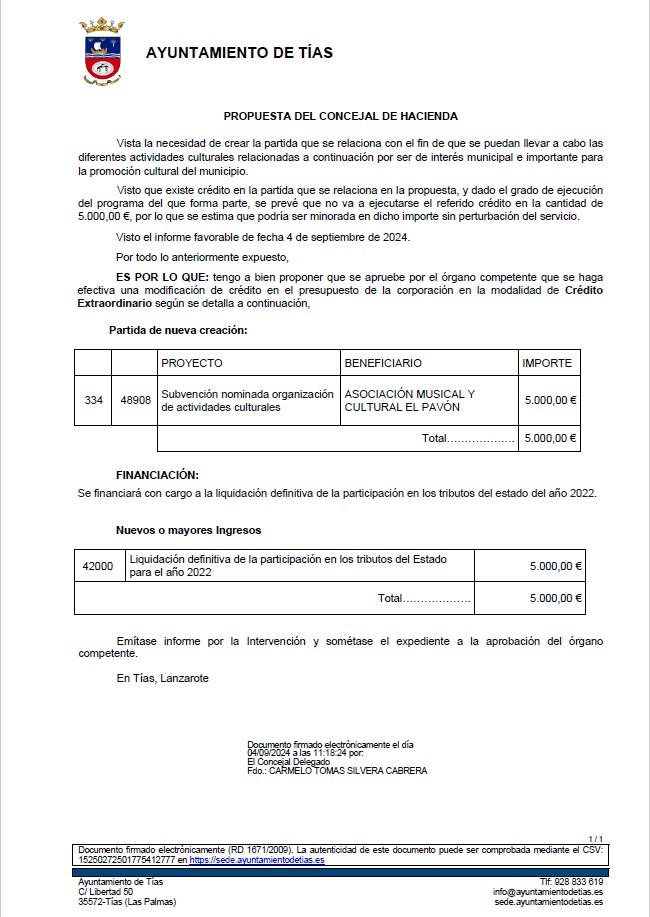 AYUNTAMIENTO DE TÍAS
PROPUESTA DEL CONCEJAL DE HACIENDA
Vista la necesidad de crear la partida que se relaciona con el fin de que se puedan llevar a cabo las
diferentes actividades culturales relacionadas a continuación por ser de interés municipal e importante para
la promoción cultural del municipio.
Visto que existe crédito en la partida que se relaciona en la propuesta, y dado el grado de ejecución
del programa del que forma parte, se prevé que no va a ejecutarse el referido crédito en la cantidad de
5.000,00 €, por lo que se estima que podría ser minorada en dicho importe sin perturbación del servicio.
Visto el informe favorable de fecha 4 de septiembre de 2024.
Por todo lo anteriormente expuesto,
ES POR LO QUE: tengo a bien proponer que se apruebe por el órgano competente que se haga
efectiva una modificación de crédito en el presupuesto de la corporación en la modalidad de Crédito
Extraordinario según se detalla a continuación,
Partida de nueva creación:
PROYECTO BENEFICIARIO IMPORTE
334 48908 Subvención nominada organización de actividades culturales ASOCIACIÓN MUSICAL Y CULTURAL EL PAVÓN 5.000,00 €
Total………………. 5.000,00 €
FINANCIACIÓN:
Se financiará con cargo a la liquidación definitiva de la participación en los tributos del estado del año 2022.
Nuevos o mayores Ingresos
42000 Liquidación definitiva de la participación en los tributos del Estado para el año 2022 5.000,00 €
Total………………. 5.000,00 €
Emítase informe por la Intervención y sométase el expediente a la aprobación del órgano
competente.
En Tías, Lanzarote
Documento firmado electrónicamente el día
04/09/2024 a las 11:18:24 por:
El Concejal Delegado
Fdo.: CARMELO TOMAS SILVERA CABRERA
1 / 1
Documento firmado electrónicamente (RD 1671/2009). La autenticidad de este documento puede ser comprobada mediante el CSV:
15250272501775412777 en https://sede.ayuntamientodetias.es
Ayuntamiento de Tías Tlf: 928 833 619
C/ Libertad 50 info@ayuntamientodetias.es
35572-Tías (Las Palmas) sede.ayuntamientodetias.es